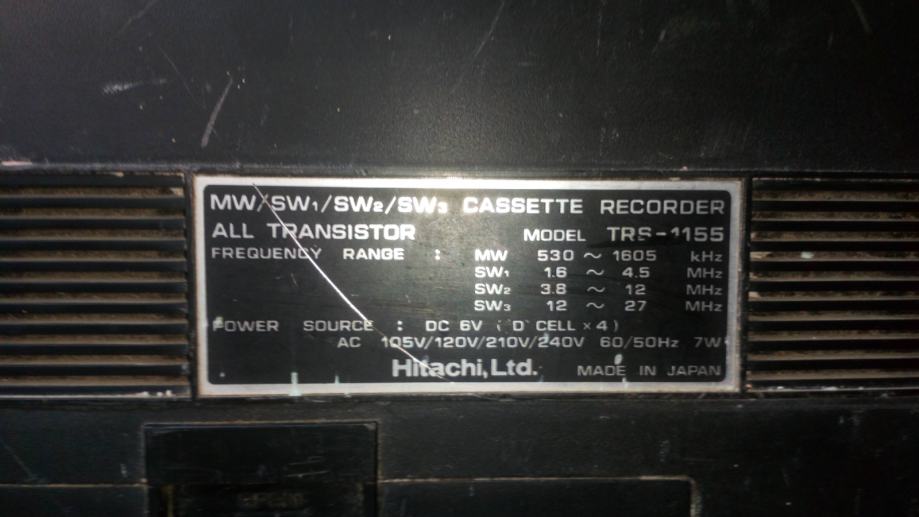 MW/SW₁/SW₂/SW₃ CASSETTE RECORDER
ALL TRANSISTOR MODEL TRS-1155
FREQUENCY RANGE : MW 530 ~ 1605 kHz
SW₁ 1.6 ~ 4.5 MHz
SW₂ 3.8 ~ 12 MHz
SW₃ 12 ~ 27 MHz
POWER SOURCE : DC 6V ( D CELL × 4 )
AC 105V/120V/210V/240V 60/50Hz 7W
Hitachi, Ltd. MADE IN JAPAN